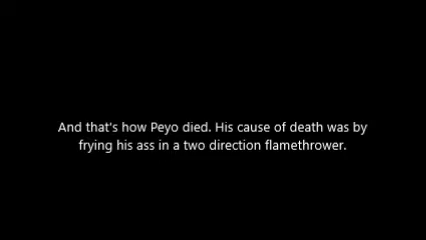 And that's how Peyo died. His cause of death was by
frying his ass in a two direction flamethrower.